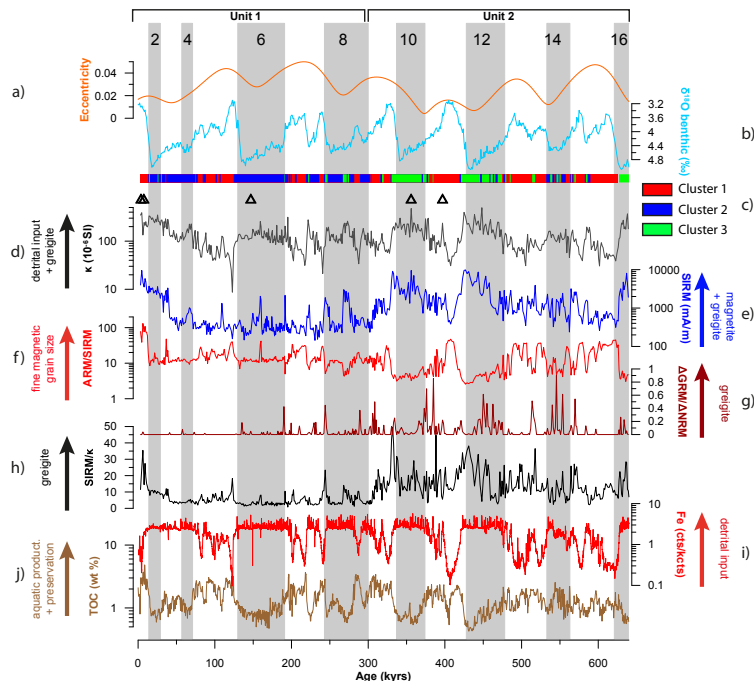 Unit 1
Unit 2
2
4
6
8
10
12
14
16
a)
Eccentricity
0.04
0.02
0
3.2
3.6
4
4.4
4.8
δ18O benthic (‰)
b)
Cluster 1
Cluster 2
Cluster 3
c)
d)
detrital input
+ greigite
κ (10-6 SI)
100
10
10000
1000
100
SIRM (mA/m)
magnetite
+ greigite
e)
f)
fine magnetic
grain size
ARM/SIRM
100
10
1
1
0.8
0.6
0.4
0.2
0
ΔGRM/ΔNRM
greigite
g)
h)
greigite
SIRM/κ
50
40
30
20
10
0
10
1
0.1
Fe (cts/kcts)
detrital input
i)
j)
aquatic product.
+ preservation
TOC (wt %)
10
1
0
100
200
300
400
500
600
Age (kyrs)